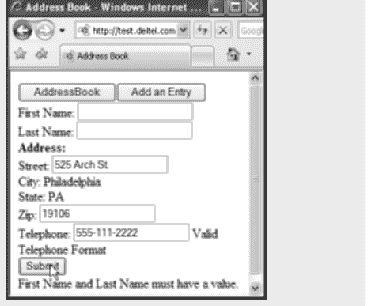 Address Book - Windows Internet ...
http://test.deitel.com
Address Book
AddressBook Add an Entry
First Name:
Last Name:
Address:
Street: 525 Arch St
City: Philadelphia
State: PA
Zip: 19106
Telephone: 555-111-2222 Valid
Telephone Format
Submit
First Name and Last Name must have a value.